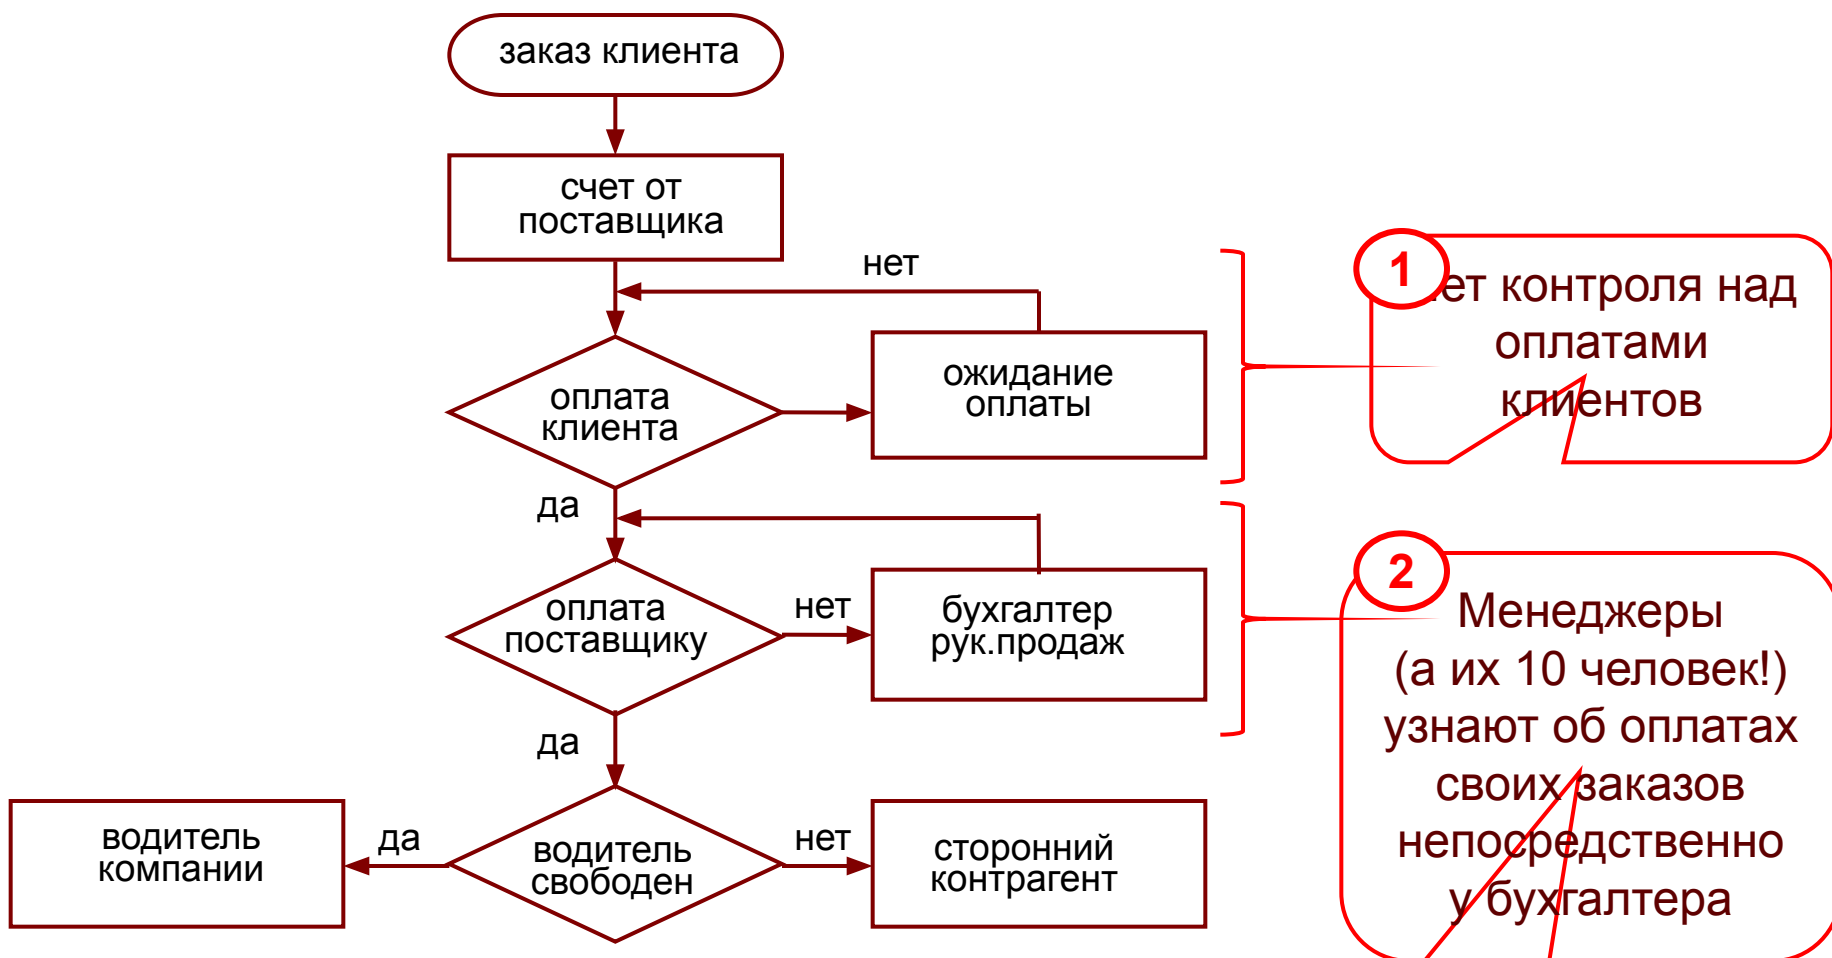 заказ клиента
счет от
поставщика
нет
1
ет контроля над
оплатами
клиентов
оплата
клиента
ожидание
оплаты
да
оплата
поставщику
нет
бухгалтер
рук.продаж
2
Менеджеры
(а их 10 человек!)
узнают об оплатах
своих заказов
непосредственно
у бухгалтера
да
водитель
компании
да
водитель
свободен
нет
сторонний
контрагент